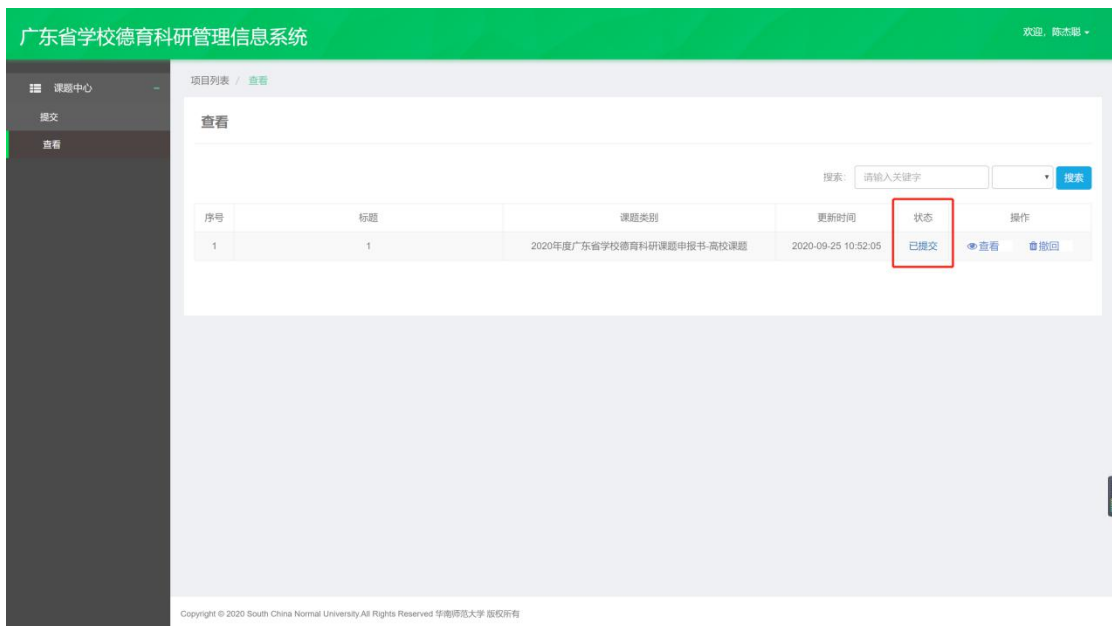 广东省学校德育科研管理信息系统
欢迎, 陈杰聪
课题中心
提交
查看
项目列表 / 查看
查看
搜索: 请输入关键字 搜索
序号 标题 课题类别 更新时间 状态 操作
1 1 2020年度广东省学校德育科研课题申报书-高校课题 2020-09-25 10:52:05 已提交 查看 撤回
Copyright © 2020 South China Normal University.All Rights Reserved 华南师范大学 版权所有